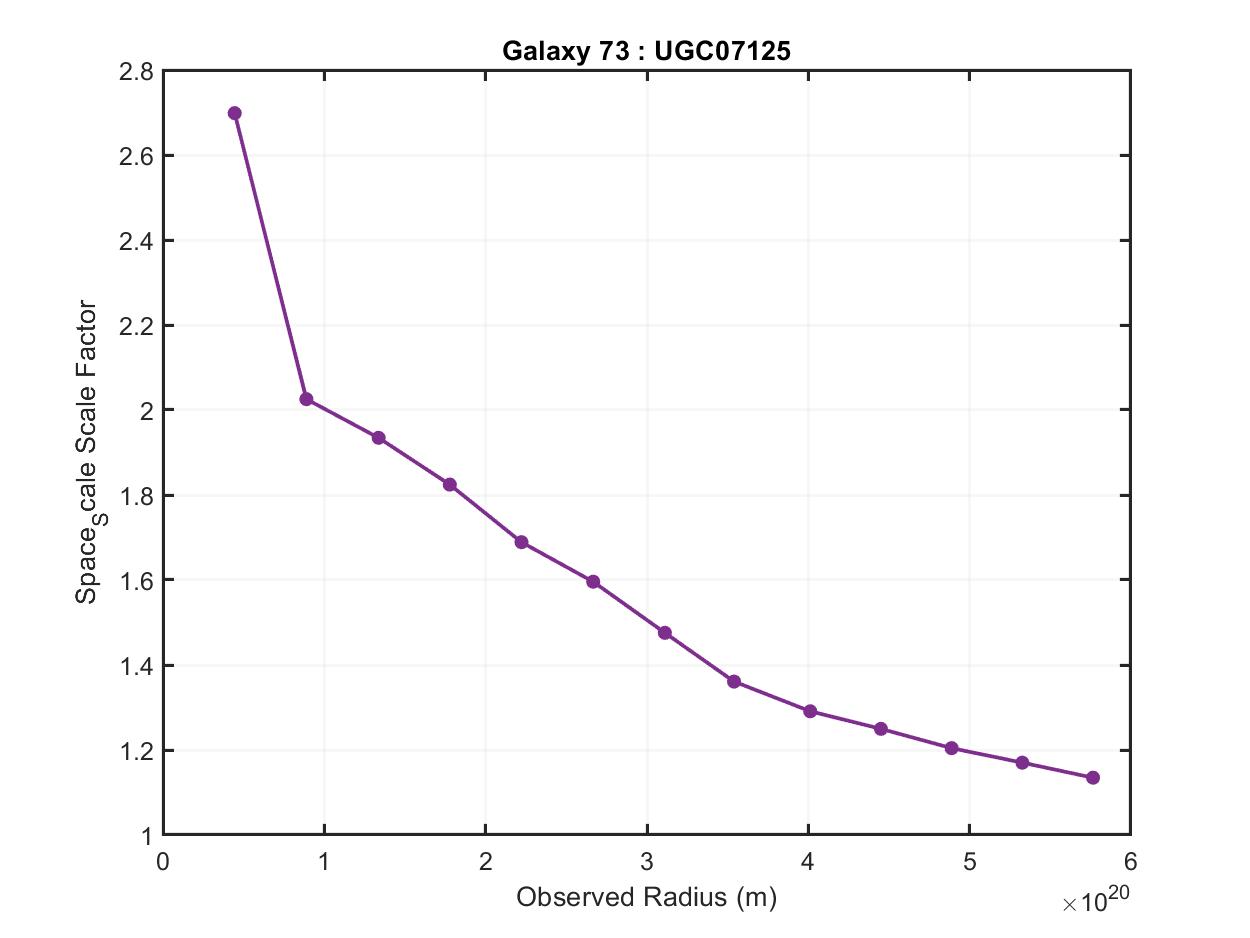 Galaxy 73 : UGC07125
2.8
2.6
2.4
2.2
2
1.8
1.6
1.4
1.2
1
Space_Scale Scale Factor
0 1 2 3 4 5 6
Observed Radius (m)
×10^20